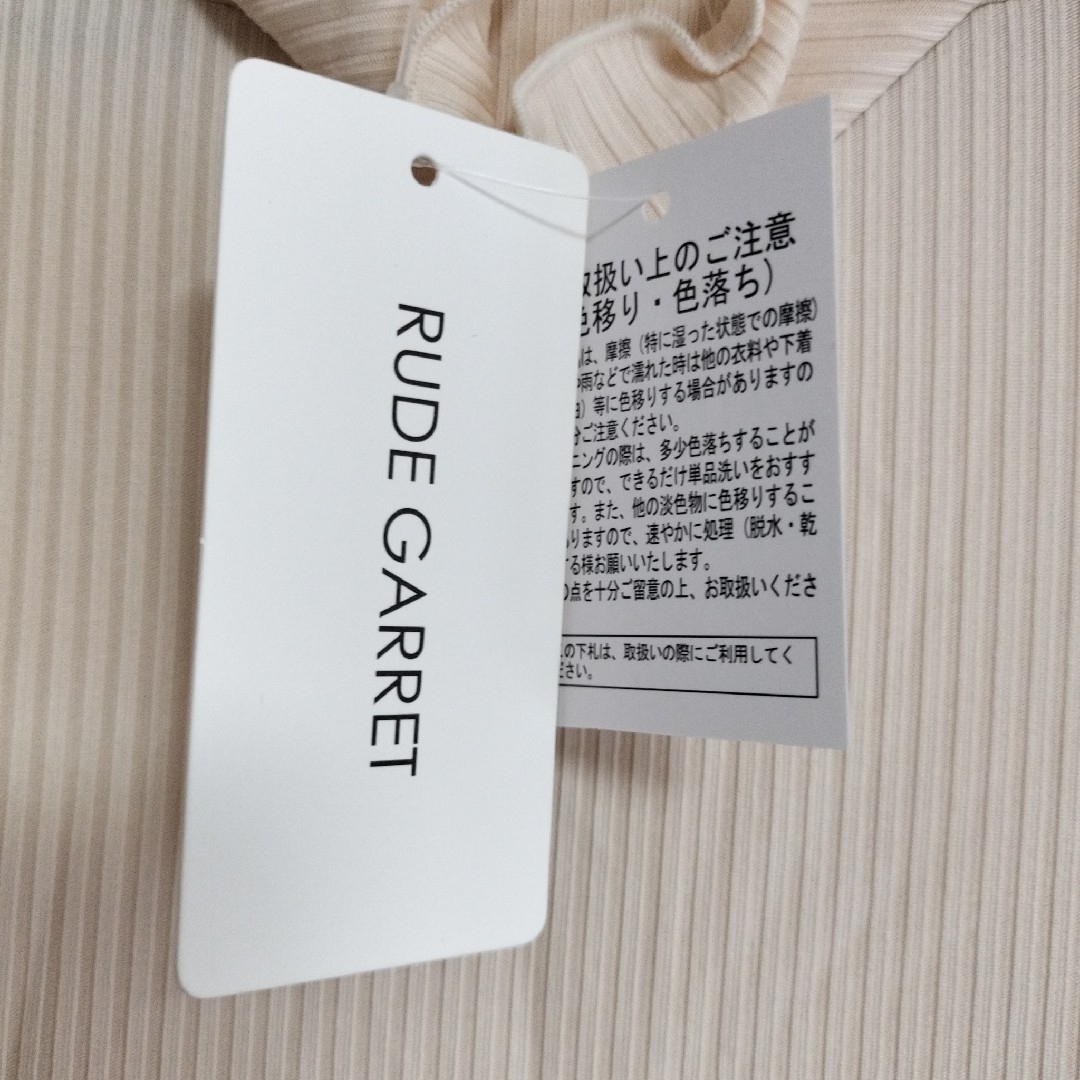 RUDE GARRET
取扱い上のご注意
色移り・色落ち)
は、摩擦(特に湿った状態での摩擦)
雨などで濡れた時は他の衣料や下着
等に色移りする場合がありますの
ご注意ください。
ニングの際は、多少色落ちすることが
すので、できるだけ単品洗いをおすす
す。また、他の淡色物に色移りするこ
りますので、速やかに処理(脱水・乾
る様お願いいたします。
点を十分ご留意の上、お取扱いくださ
の下札は、取扱いの際にご利用してく
ださい。